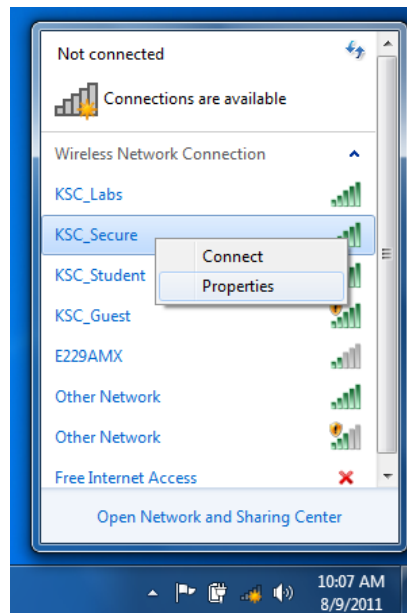 Not connected
Connections are available
Wireless Network Connection
KSC_Labs
KSC_Secure
Connect
KSC_Student
Properties
KSC_Guest
E229AMX
Other Network
Other Network
Free Internet Access
Open Network and Sharing Center
10:07 AM
8/9/2011